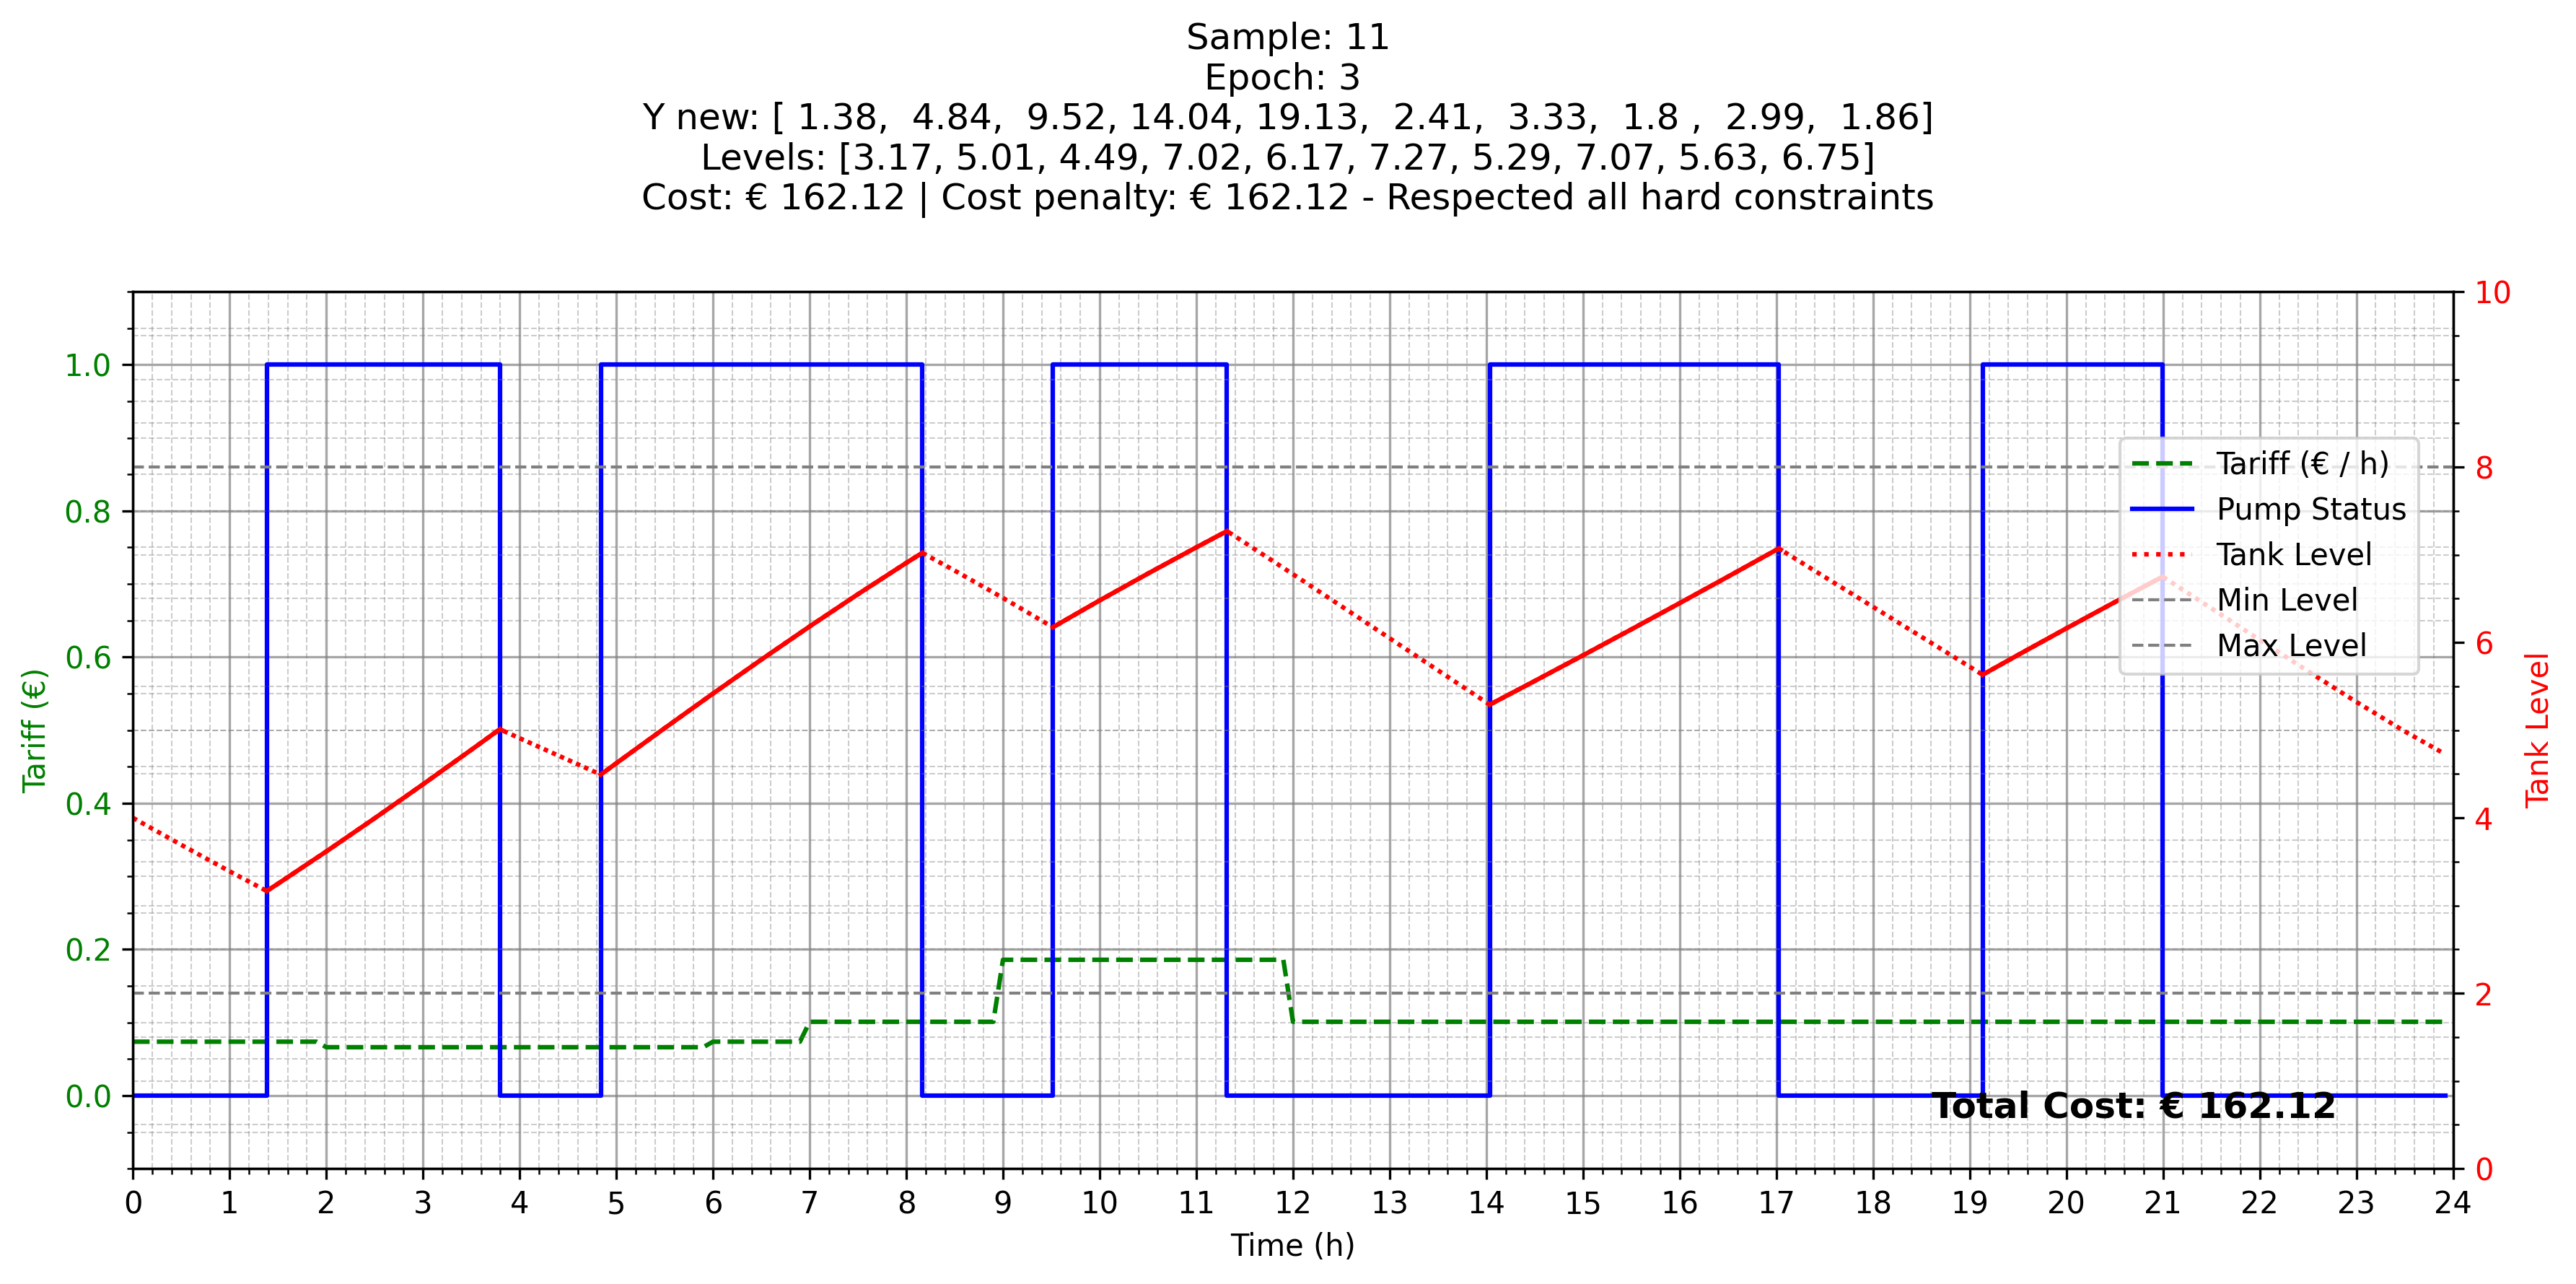 Sample: 11
Epoch: 3
Y new: [ 1.38,  4.84,  9.52, 14.04, 19.13,  2.41,  3.33,  1.8 ,  2.99,  1.86]
Levels: [3.17, 5.01, 4.49, 7.02, 6.17, 7.27, 5.29, 7.07, 5.63, 6.75]
Cost: € 162.12 | Cost penalty: € 162.12 - Respected all hard constraints
1.0
0.8
0.6
0.4
0.2
0.0
Tariff (€)
10
8
6
4
2
0
Tank Level
Tariff (€ / h)
Pump Status
Tank Level
Min Level
Max Level
Total Cost: € 162.12
0 1 2 3 4 5 6 7 8 9 10 11 12 13 14 15 16 17 18 19 20 21 22 23 24
Time (h)